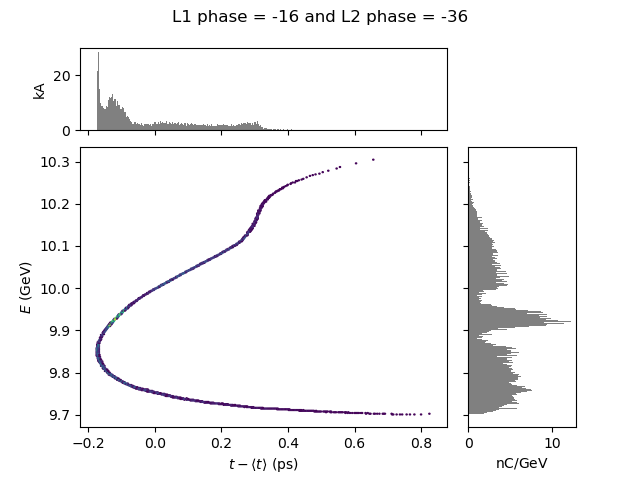 L1 phase = -16 and L2 phase = -36
20
0
kA
10.3
10.2
10.1
10.0
9.9
9.8
9.7
E (GeV)
−0.2 0.0 0.2 0.4 0.6 0.8
t − ⟨t⟩ (ps)
0 10
nC/GeV